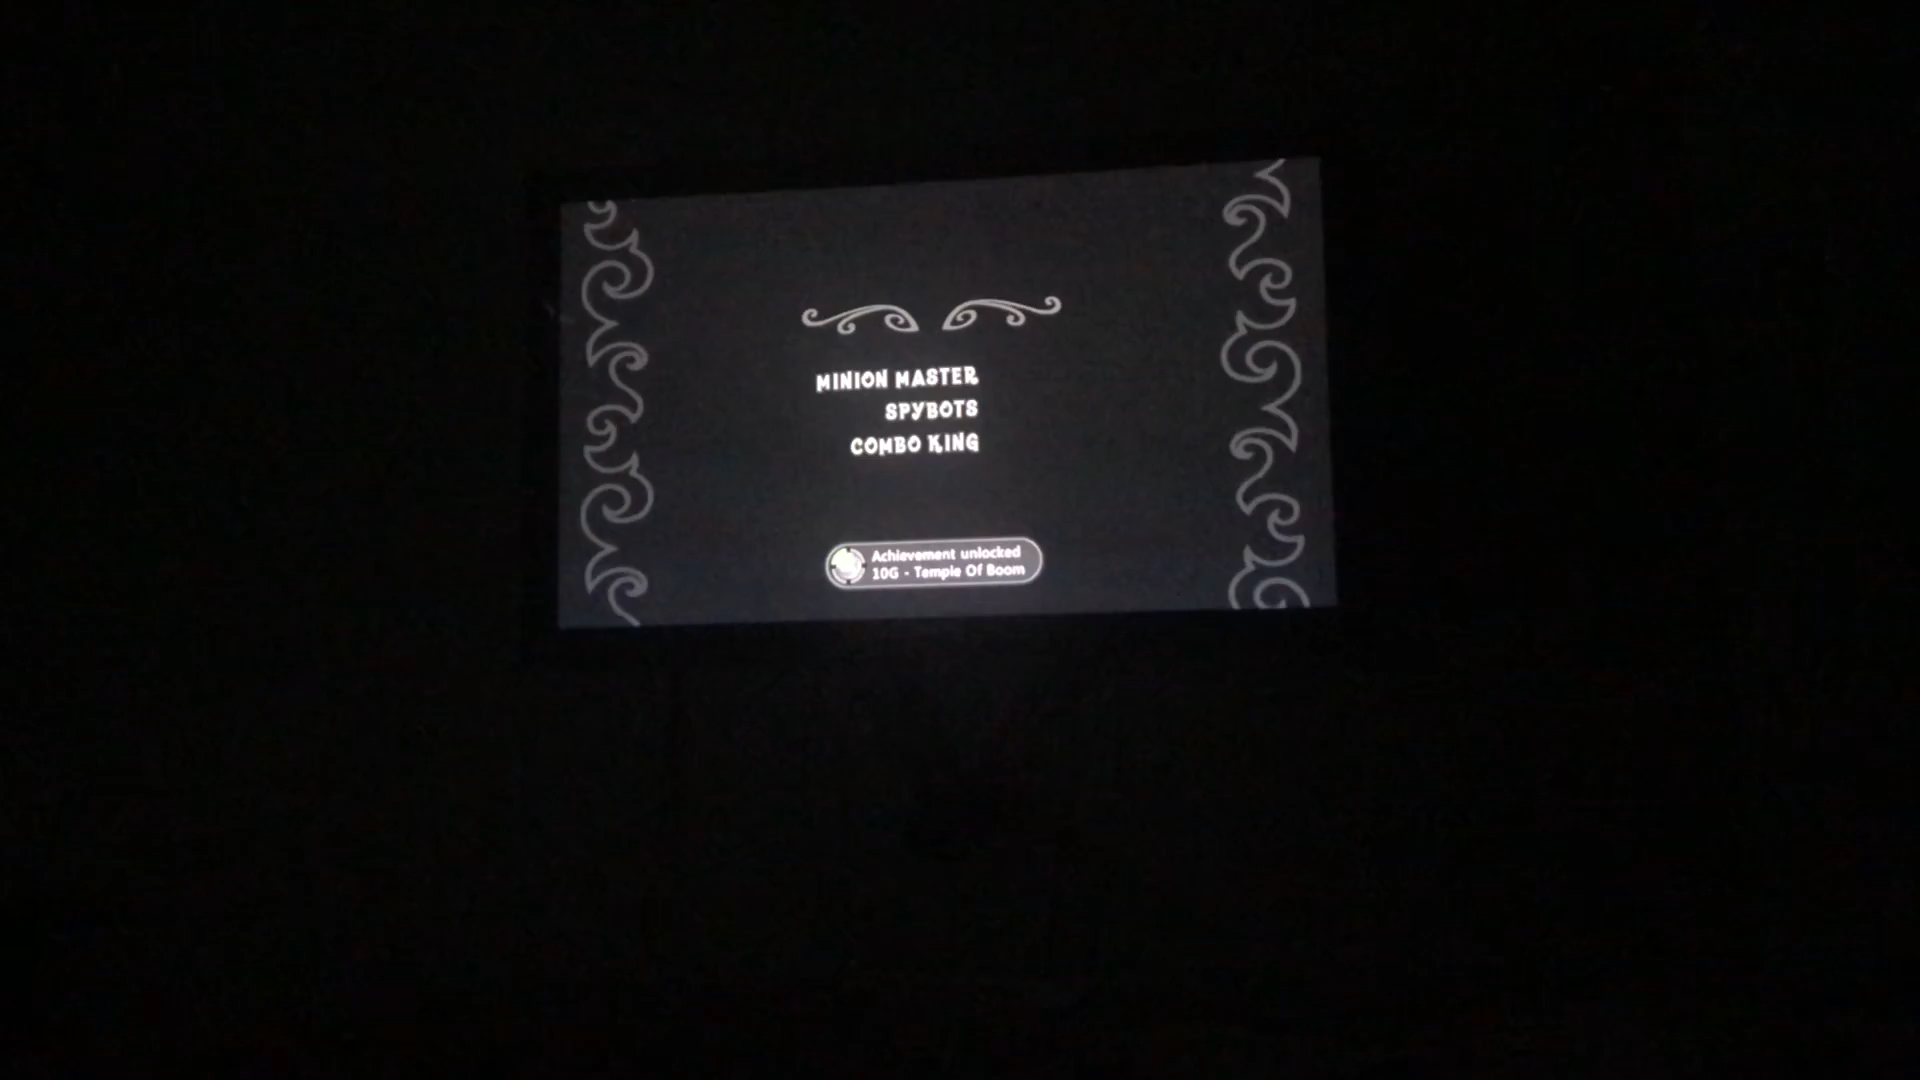 MINION MASTER
SPYBOTS
COMBO KING
Achievement unlocked
10G - Temple Of Boom